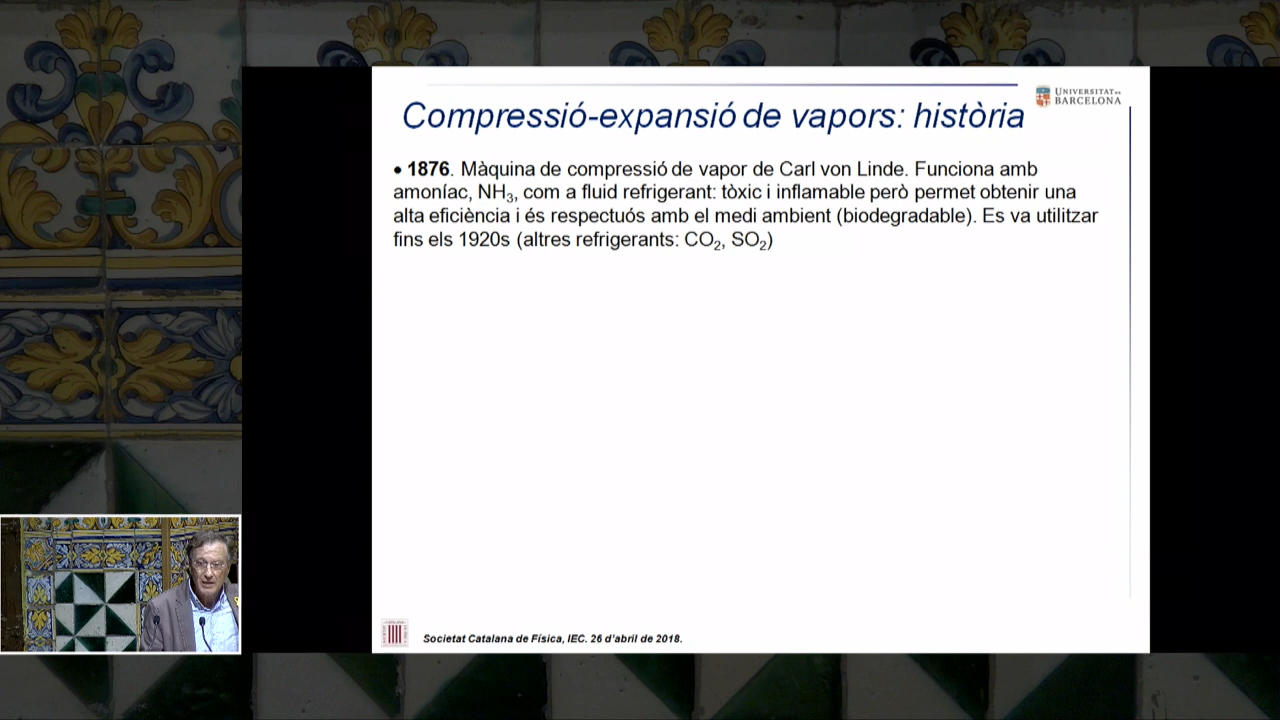 UNIVERSITAT DE
BARCELONA
Compressió-expansió de vapors: història
• 1876. Màquina de compressió de vapor de Carl von Linde. Funciona amb
amoníac, NH₃, com a fluid refrigerant: tòxic i inflamable però permet obtenir una
alta eficiència i és respectuós amb el medi ambient (biodegradable). Es va utilitzar
fins els 1920s (altres refrigerants: CO₂, SO₂)
Societat Catalana de Física, IEC. 26 d'abril de 2018.